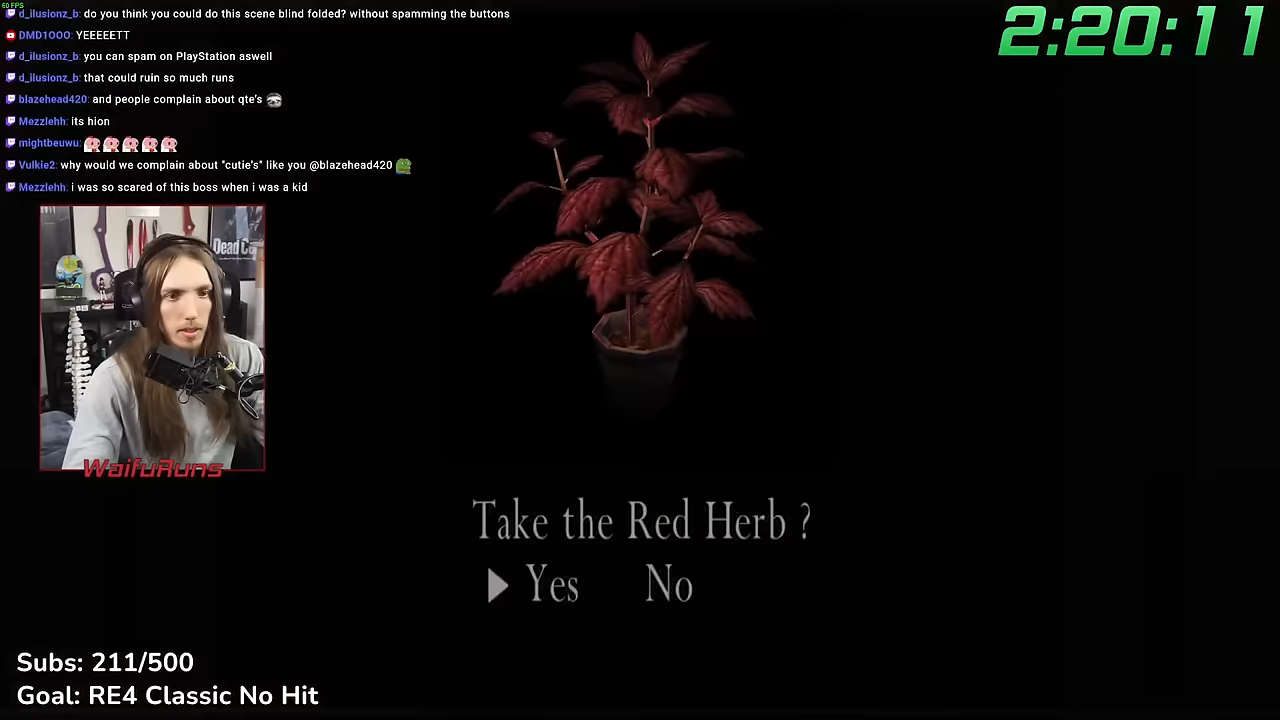 60 FPS
d_ilusionz_b: do you think you could do this scene blind folded? without spamming the buttons
DMD1OOO: YEEEEETT
d_ilusionz_b: you can spam on PlayStation aswell
d_ilusionz_b: that could ruin so much runs
blazehead420: and people complain about qte's
Mezzlehh: its hion
mightbeuwu:
Vulkie2: why would we complain about "cutie's" like you @blazehead420
Mezzlehh: i was so scared of this boss when i was a kid
2:20:11
Dead Ce
WaifuRuns
Take the Red Herb ?
Yes No
Subs: 211/500
Goal: RE4 Classic No Hit